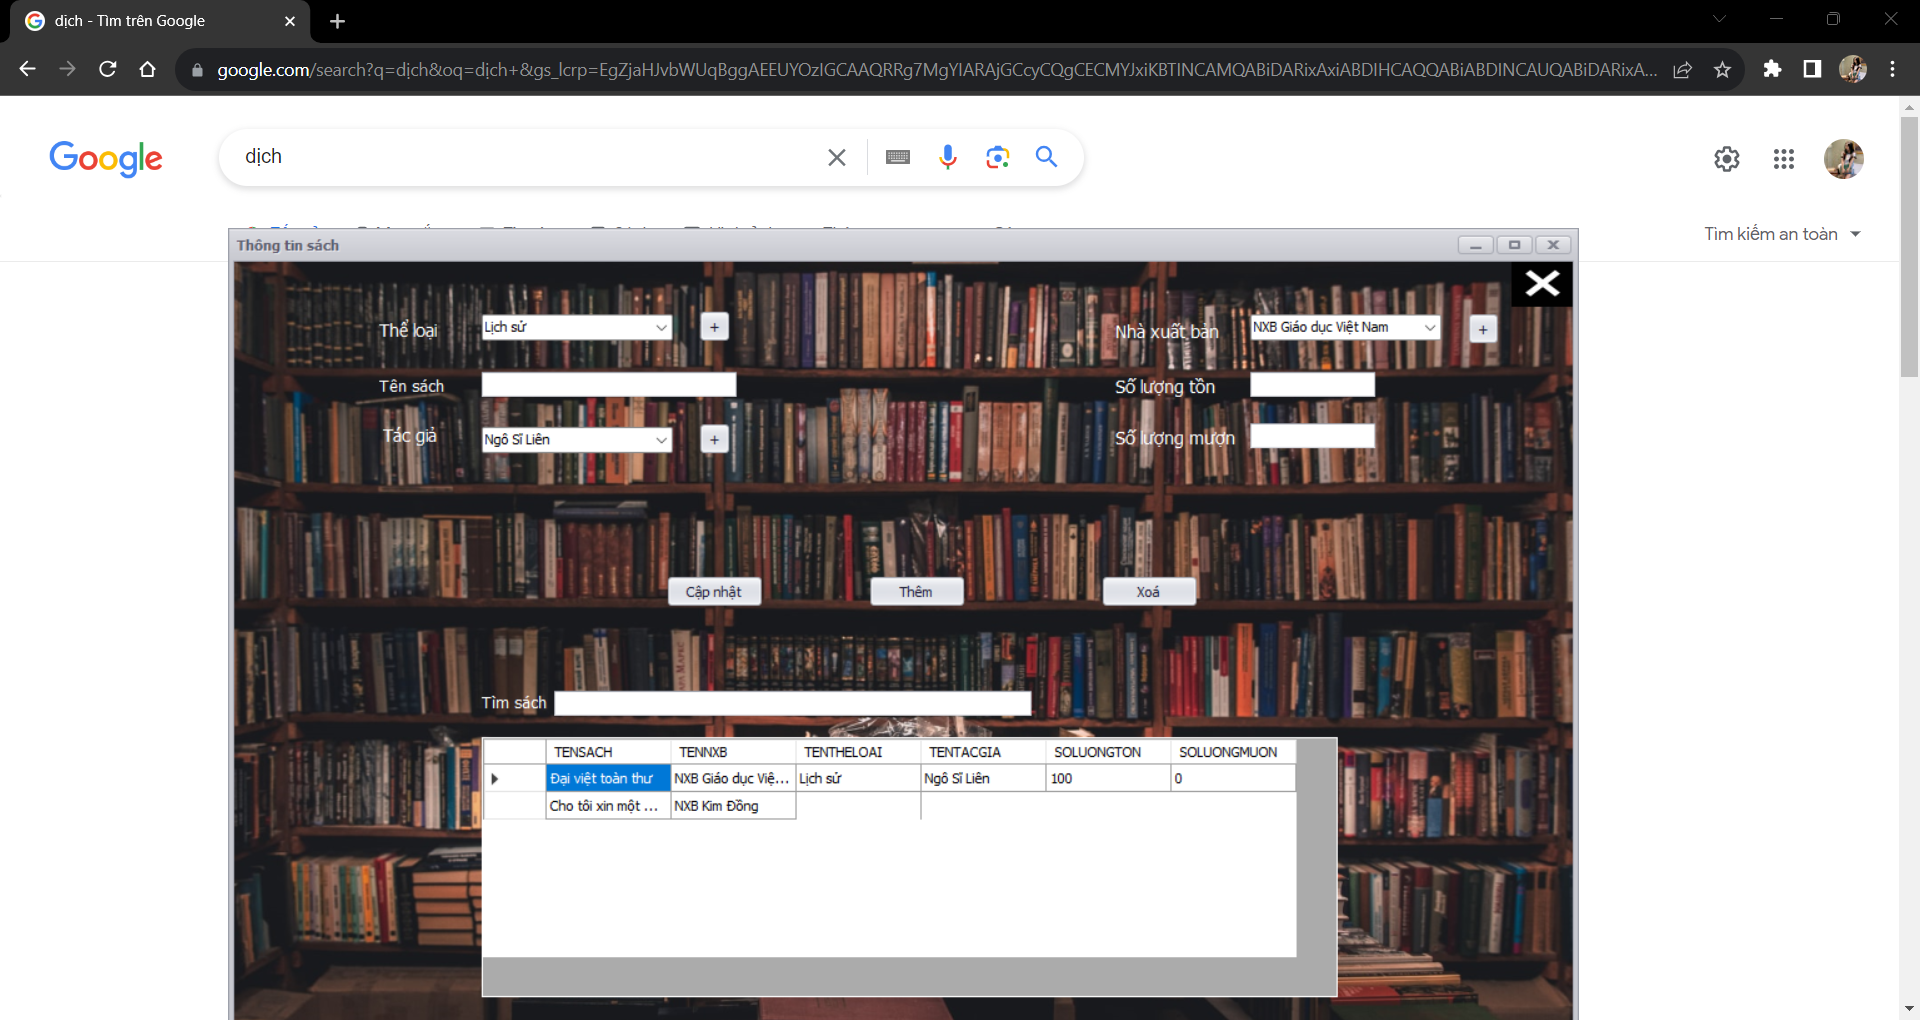 dịch - Tìm trên Google
google.com/search?q=dịch&oq=dịch+&gs_lcrp=EgZjaHJvbWUqBggAEEUYOzIGCAAQRRg7MgYIARAjGCcyCQgCECMYJxiKBTINCAMQABiDARixAxiABDIHCAQQABiABDINCAUQABiDARixA...
Google
dịch
Tìm kiếm an toàn
Thông tin sách
Thể loại Lịch sử + Nhà xuất bản NXB Giáo dục Việt Nam +
Tên sách Số lượng tồn
Tác giả Ngô Sĩ Liên + Số lượng mượn
Cập nhật Thêm Xoá
Tìm sách
TENSACH TENNXB TENTHELOAI TENTACGIA SOLUONGTON SOLUONGMUON
Đại việt toàn thư NXB Giáo dục Việ... Lịch sử Ngô Sĩ Liên 100 0
Cho tôi xin một ... NXB Kim Đồng